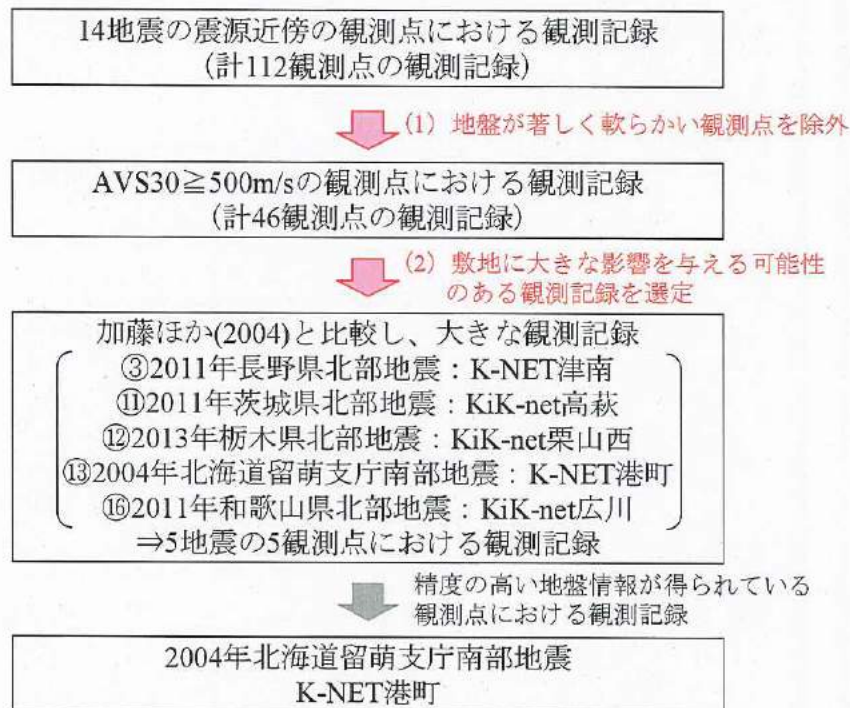 14地震の震源近傍の観測点における観測記録
(計112観測点の観測記録)
(1) 地盤が著しく軟らかい観測点を除外
AVS30≧500m/sの観測点における観測記録
(計46観測点の観測記録)
(2) 敷地に大きな影響を与える可能性
のある観測記録を選定
加藤ほか(2004)と比較し、大きな観測記録
③2011年長野県北部地震：K-NET津南
⑪2011年茨城県北部地震：KiK-net高萩
⑫2013年栃木県北部地震：KiK-net栗山西
⑬2004年北海道留萌支庁南部地震：K-NET港町
⑯2011年和歌山県北部地震：KiK-net広川
⇒5地震の5観測点における観測記録
精度の高い地盤情報が得られている
観測点における観測記録
2004年北海道留萌支庁南部地震
K-NET港町